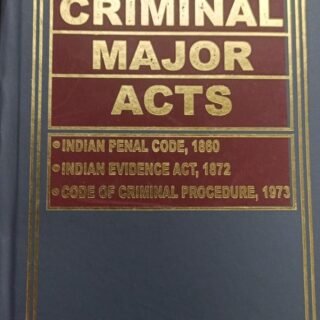 CRIMINAL
MAJOR
ACTS
INDIAN PENAL CODE, 1860
INDIAN EVIDENCE ACT, 1872
CODE OF CRIMINAL PROCEDURE, 1973